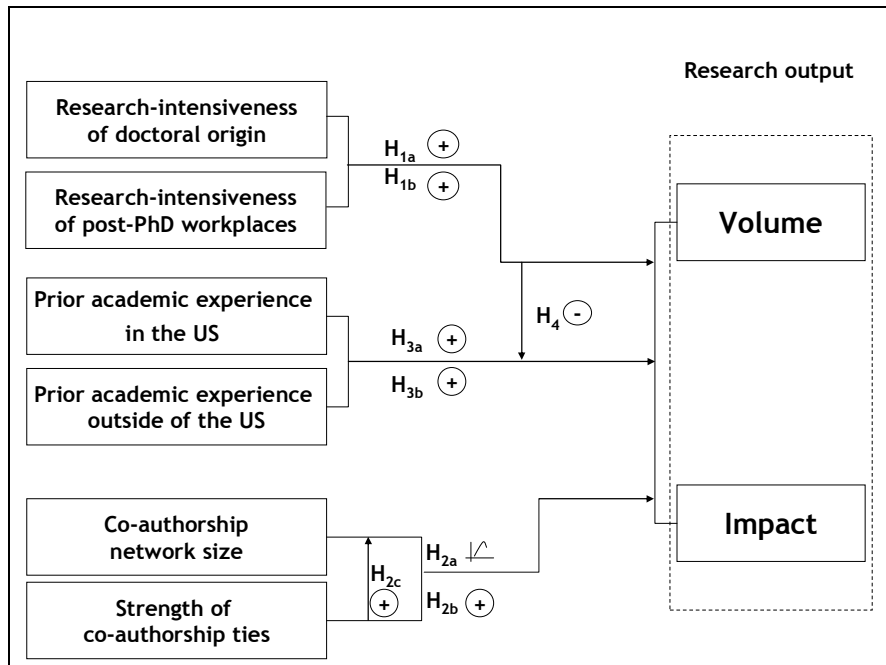 Research output
Research-intensiveness
of doctoral origin
H1a +
H1b +
Research-intensiveness
of post-PhD workplaces
Volume
Prior academic experience
in the US
H4 -
H3a +
H3b +
Prior academic experience
outside of the US
Co-authorship
network size
Impact
H2a
H2c
+
H2b +
Strength of
co-authorship ties